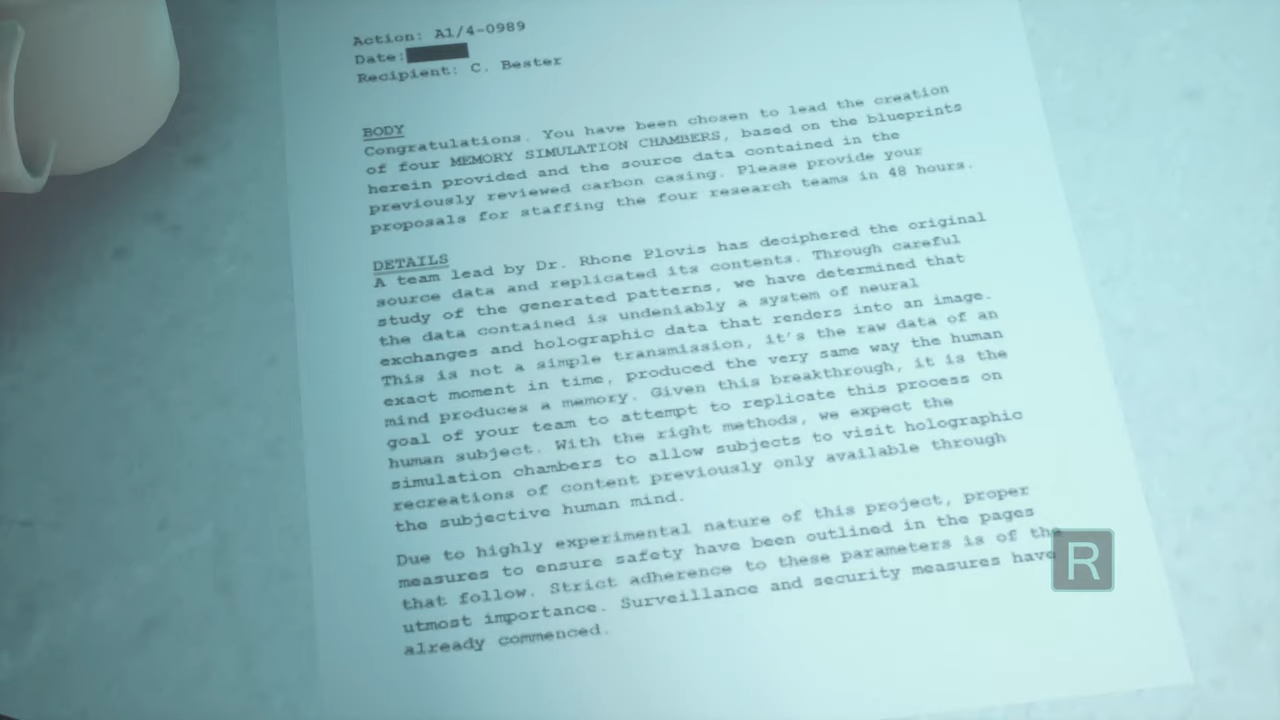 Action: A1/4-0989
Date:
Recipient: C. Bester
BODY
Congratulations. You have been chosen to lead the creation
of four MEMORY SIMULATION CHAMBERS, based on the blueprints
herein provided and the source data contained in the
previously reviewed carbon casing. Please provide your
proposals for staffing the four research teams in 48 hours.
DETAILS
A team lead by Dr. Rhone Plovis has deciphered the original
source data and replicated its contents. Through careful
study of the generated patterns, we have determined that
the data contained is undeniably a system of neural
exchanges and holographic data that renders into an image.
This is not a simple transmission, it's the raw data of an
exact moment in time, produced the very same way the human
mind produces a memory. Given this breakthrough, it is the
goal of your team to attempt to replicate this process on
human subject. With the right methods, we expect the
simulation chambers to allow subjects to visit holographic
recreations of content previously only available through
the subjective human mind.
Due to highly experimental nature of this project, proper
measures to ensure safety have been outlined in the pages
that follow. Strict adherence to these parameters is of the
utmost importance. Surveillance and security measures have
already commenced.
R